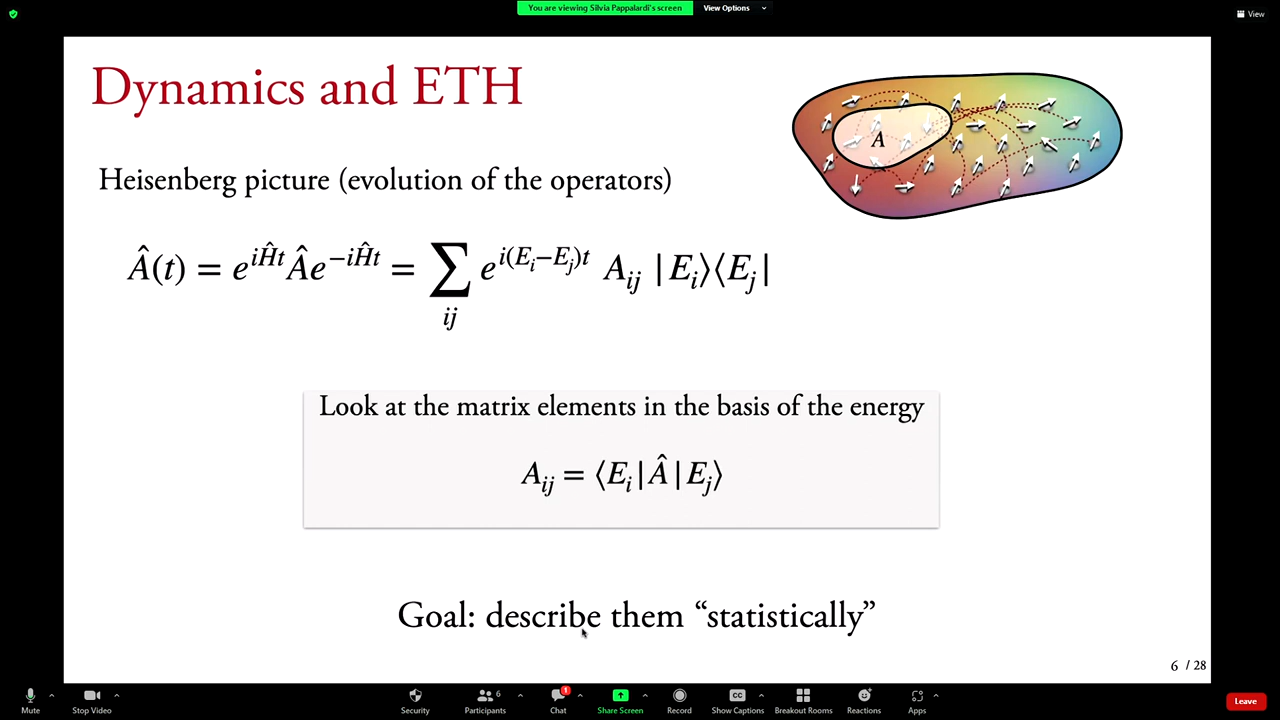 You are viewing Silvia Pappalardi's screen
View Options
View
Dynamics and ETH
A
Heisenberg picture (evolution of the operators)
Â(t) = e^{iĤt} Â e^{−iĤt} = ∑_{ij} e^{i(E_i−E_j)t} A_{ij} |E_i⟩⟨E_j|
Look at the matrix elements in the basis of the energy
A_{ij} = ⟨E_i|Â|E_j⟩
Goal: describe them “statistically”
6 / 28
Mute
Stop Video
Security
Participants
6
Chat
1
Share Screen
Record
CC
Show Captions
Breakout Rooms
Reactions
Apps
Leave